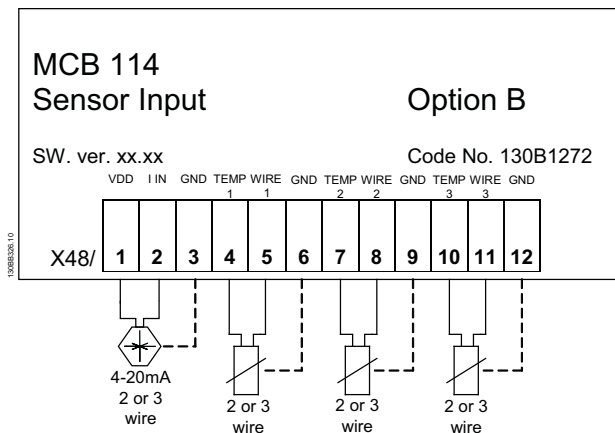 MCB 114
Sensor Input Option B
SW. ver. xx.xx Code No. 130B1272
VDD I IN GND TEMP WIRE GND TEMP WIRE GND TEMP WIRE GND
1 1 2 2 3 3
X48/ 1 2 3 4 5 6 7 8 9 10 11 12
130BB326.10
4-20mA
2 or 3
wire
2 or 3
wire
2 or 3
wire
2 or 3
wire